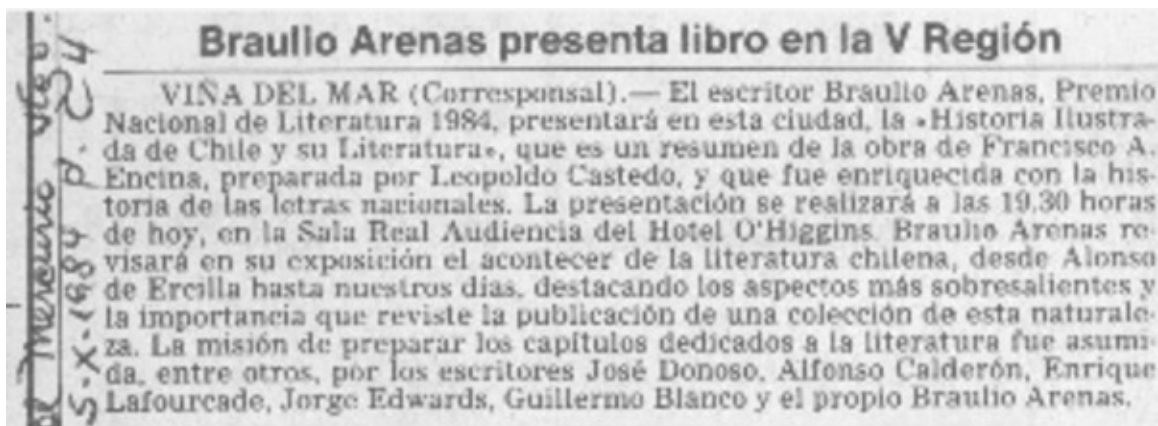 Braulio Arenas presenta libro en la V Región
VIÑA DEL MAR (Corresponsal).— El escritor Braulio Arenas, Premio
Nacional de Literatura 1984, presentará en esta ciudad, la «Historia Ilustra-
da de Chile y su Literatura», que es un resumen de la obra de Francisco A.
Encina, preparada por Leopoldo Castedo, y que fue enriquecida con la his-
toria de las letras nacionales. La presentación se realizará a las 19.30 horas
de hoy, en la Sala Real Audiencia del Hotel O'Higgins. Braulio Arenas re-
visará en su exposición el acontecer de la literatura chilena, desde Alonso
de Ercilla hasta nuestros días, destacando los aspectos más sobresalientes y
la importancia que reviste la publicación de una colección de esta naturale-
za. La misión de preparar los capítulos dedicados a la literatura fue asumi-
da, entre otros, por los escritores José Donoso, Alfonso Calderón, Enrique
Lafourcade, Jorge Edwards, Guillermo Blanco y el propio Braulio Arenas.
el Mercurio
5-X-1984 p. C4